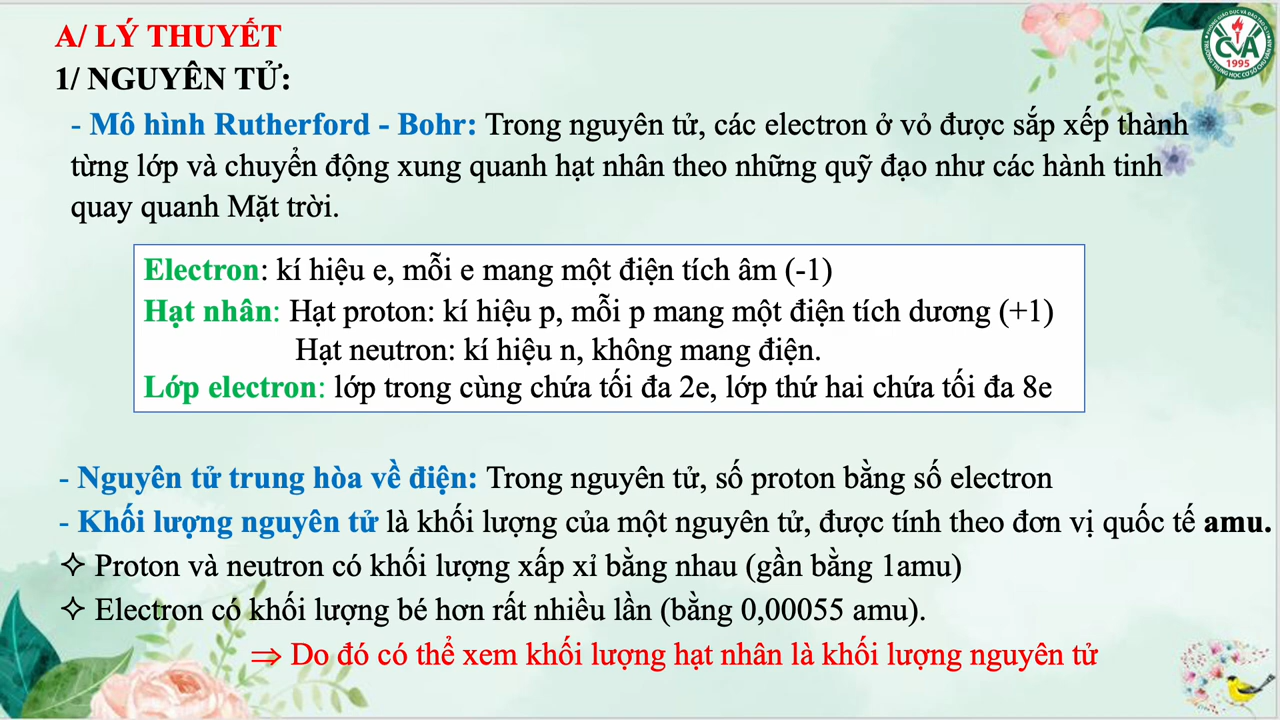 A/ LÝ THUYẾT
1/ NGUYÊN TỬ:
- Mô hình Rutherford - Bohr: Trong nguyên tử, các electron ở vỏ được sắp xếp thành
từng lớp và chuyển động xung quanh hạt nhân theo những quỹ đạo như các hành tinh
quay quanh Mặt trời.
Electron: kí hiệu e, mỗi e mang một điện tích âm (-1)
Hạt nhân: Hạt proton: kí hiệu p, mỗi p mang một điện tích dương (+1)
Hạt neutron: kí hiệu n, không mang điện.
Lớp electron: lớp trong cùng chứa tối đa 2e, lớp thứ hai chứa tối đa 8e
- Nguyên tử trung hòa về điện: Trong nguyên tử, số proton bằng số electron
- Khối lượng nguyên tử là khối lượng của một nguyên tử, được tính theo đơn vị quốc tế amu.
✧ Proton và neutron có khối lượng xấp xỉ bằng nhau (gần bằng 1amu)
✧ Electron có khối lượng bé hơn rất nhiều lần (bằng 0,00055 amu).
⇒ Do đó có thể xem khối lượng hạt nhân là khối lượng nguyên tử
CVA
1995